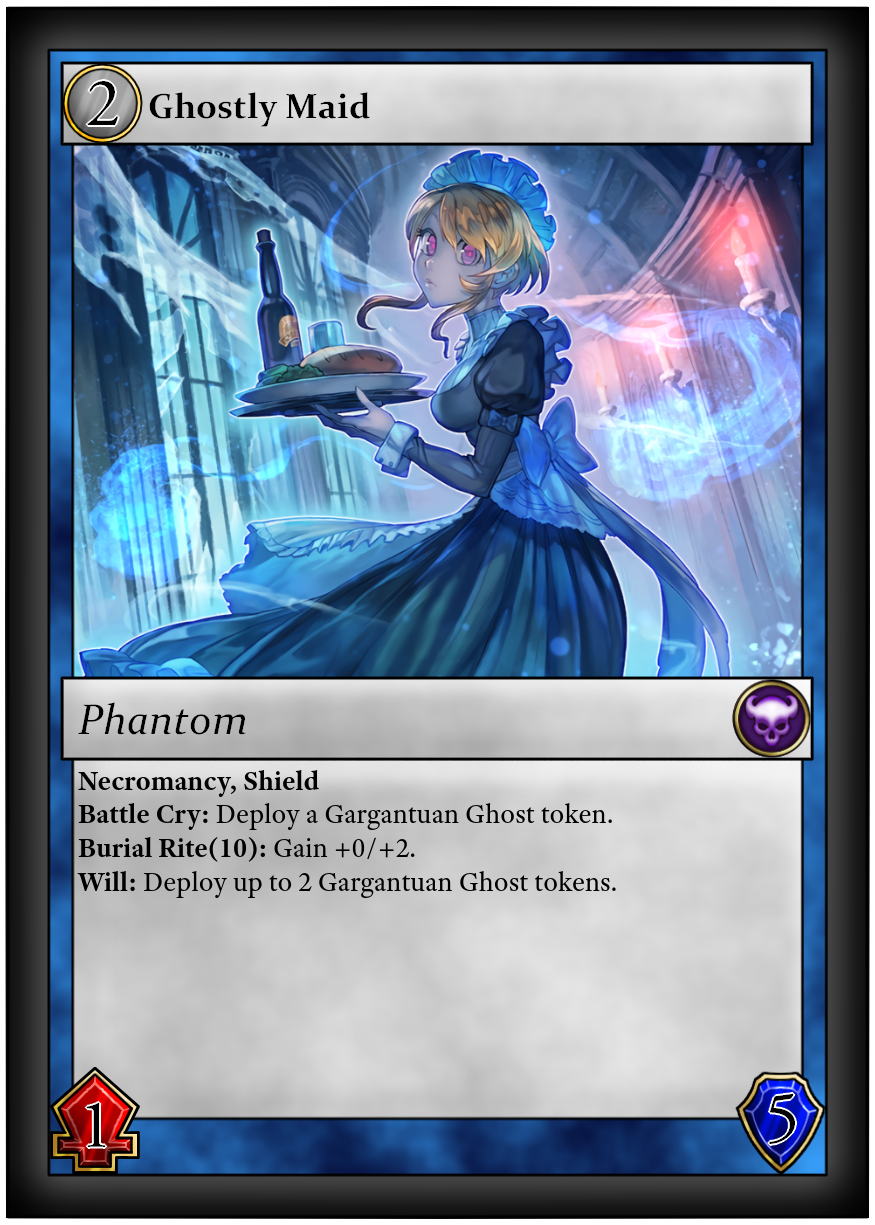 2 Ghostly Maid
Phantom
Necromancy, Shield
Battle Cry: Deploy a Gargantuan Ghost token.
Burial Rite(10): Gain +0/+2.
Will: Deploy up to 2 Gargantuan Ghost tokens.
1 5